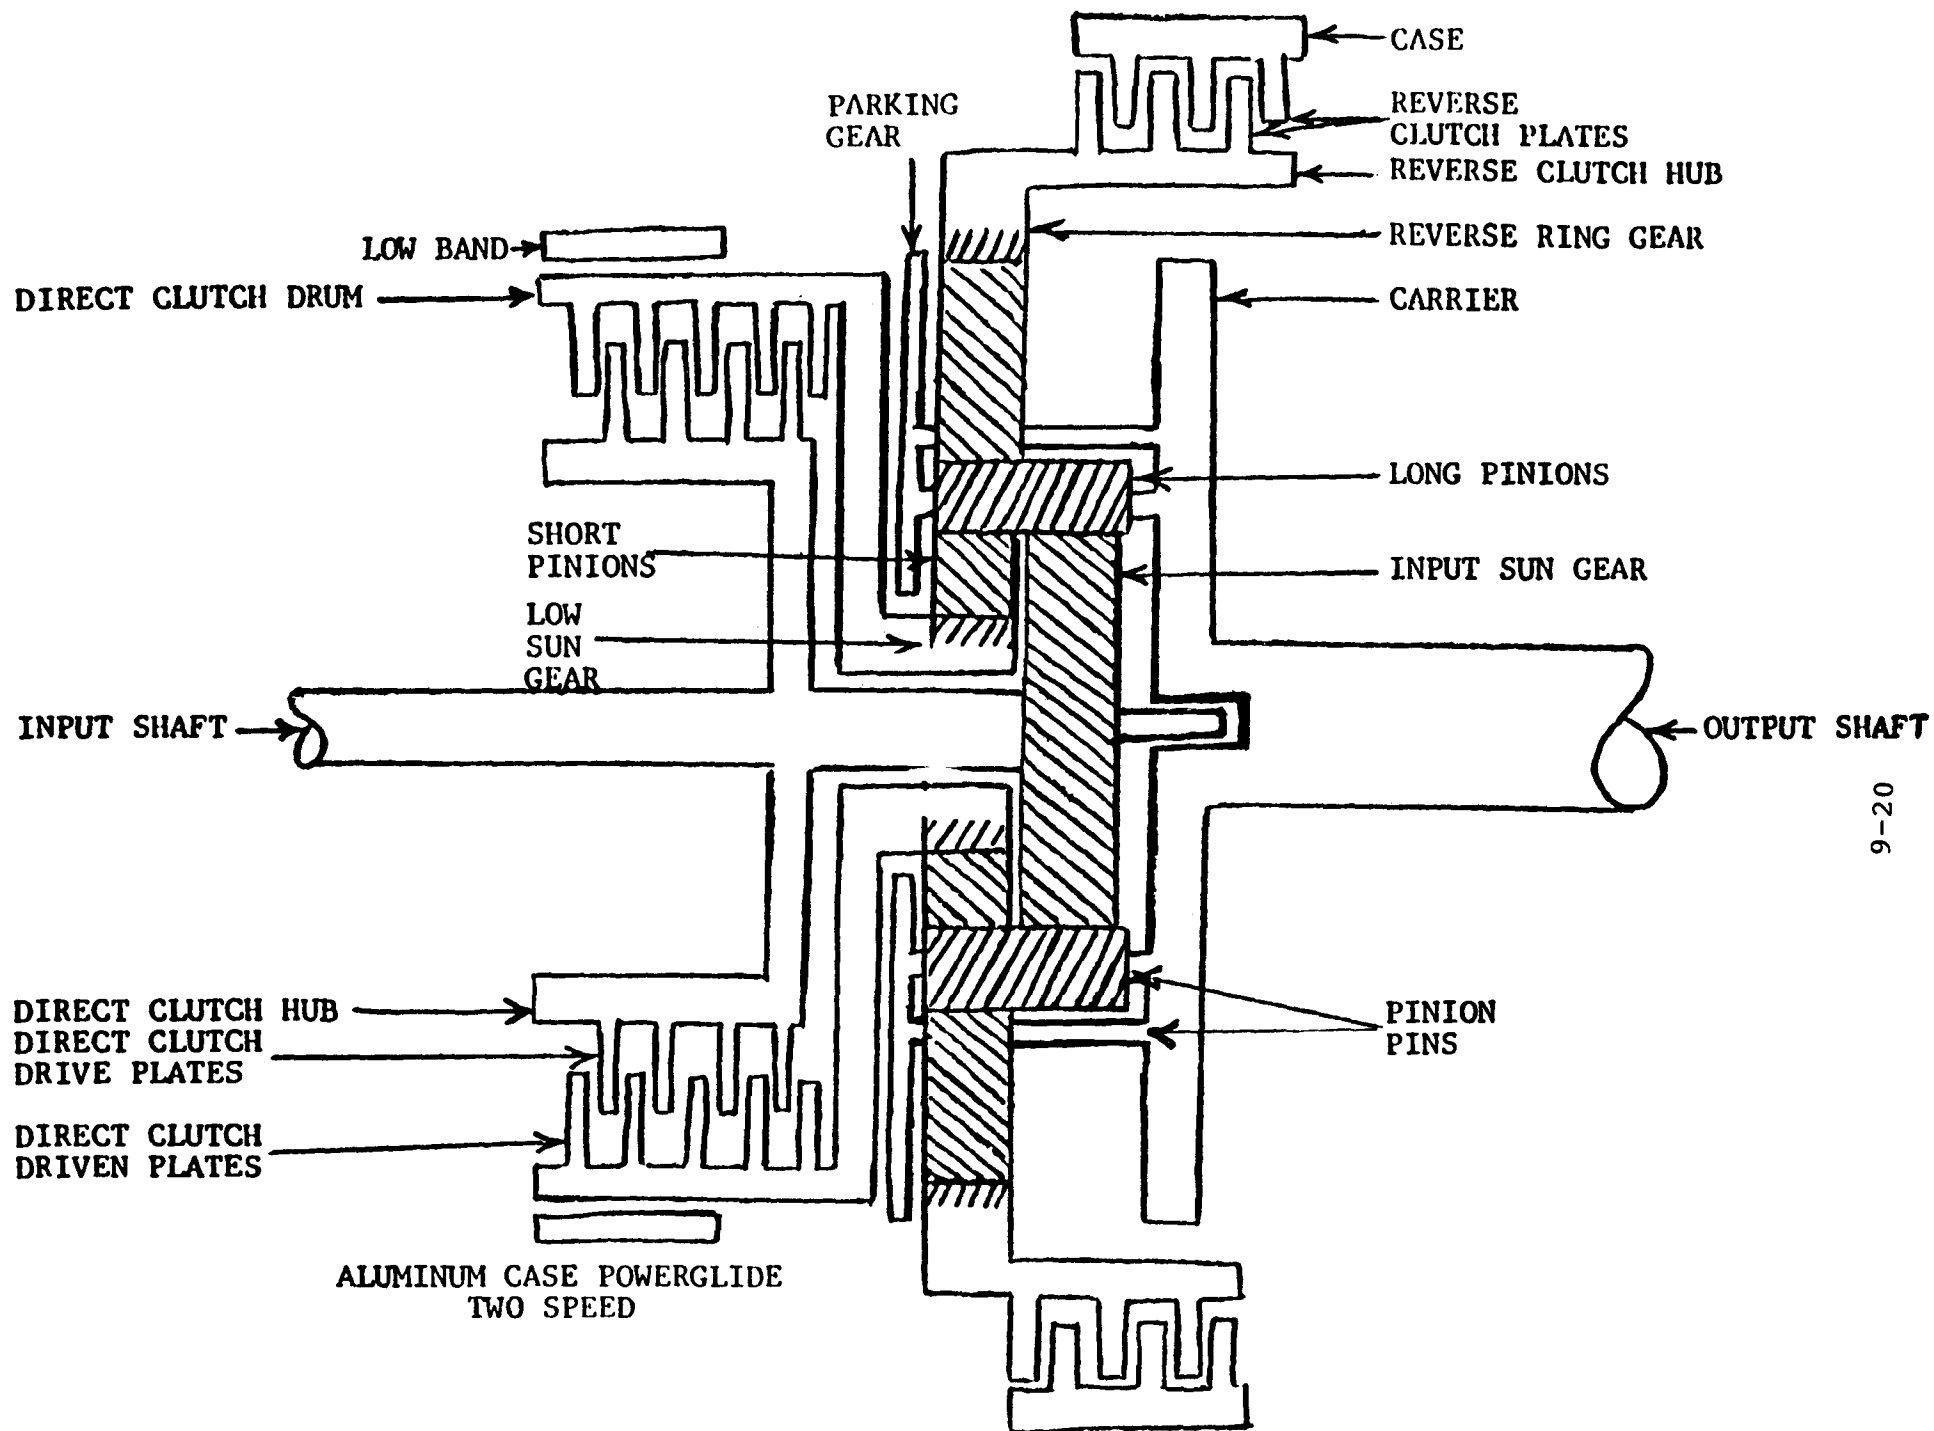 CASE
PARKING
GEAR
REVERSE
CLUTCH PLATES
REVERSE CLUTCH HUB
LOW BAND
REVERSE RING GEAR
DIRECT CLUTCH DRUM
CARRIER
LONG PINIONS
SHORT
PINIONS
INPUT SUN GEAR
LOW
SUN
GEAR
INPUT SHAFT
OUTPUT SHAFT
9-20
DIRECT CLUTCH HUB
DIRECT CLUTCH
DRIVE PLATES
PINION
PINS
DIRECT CLUTCH
DRIVEN PLATES
ALUMINUM CASE POWERGLIDE
TWO SPEED